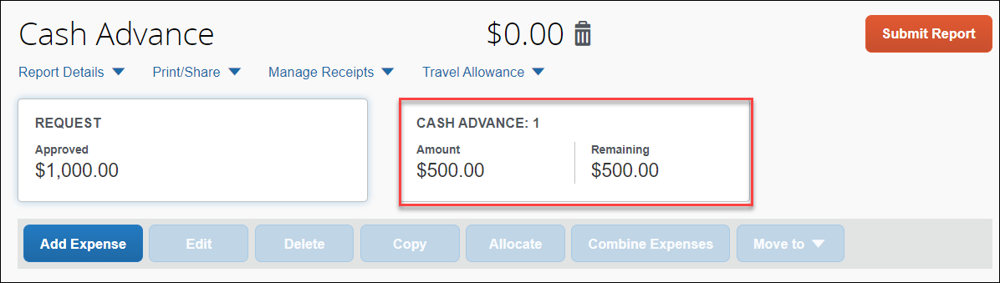 Cash Advance $0.00 Submit Report
Report Details Print/Share Manage Receipts Travel Allowance
REQUEST
Approved
$1,000.00
CASH ADVANCE: 1
Amount Remaining
$500.00 $500.00
Add Expense Edit Delete Copy Allocate Combine Expenses Move to